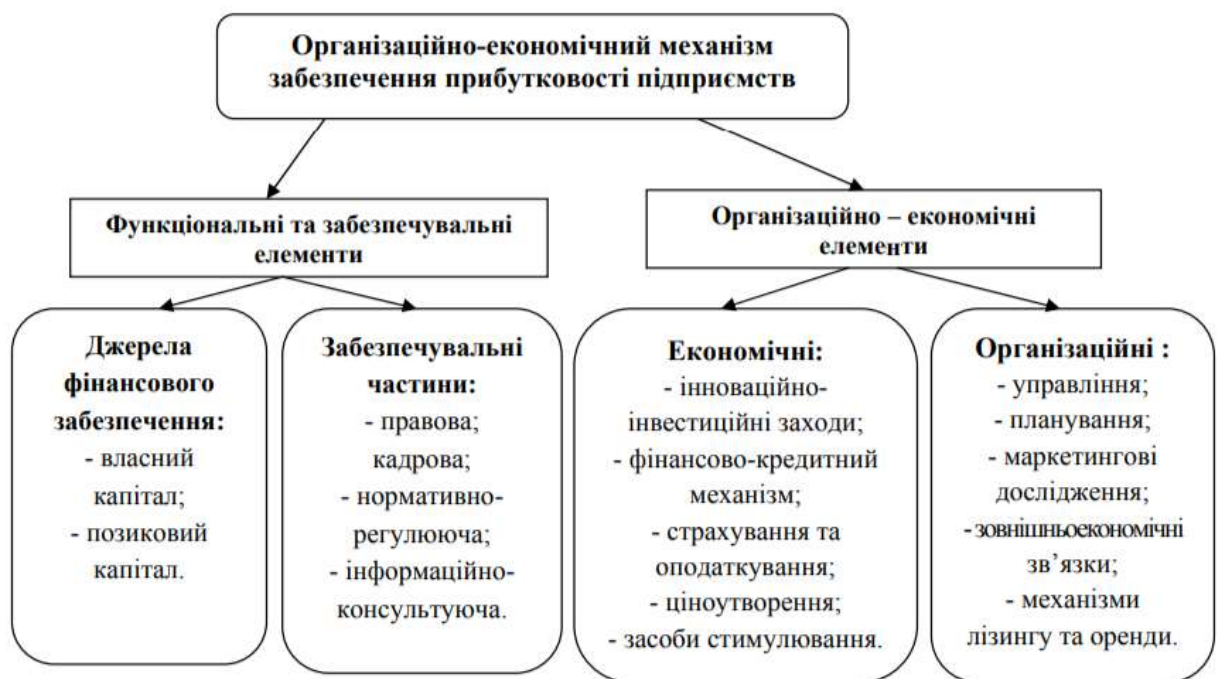 Організаційно-економічний механізм
забезпечення прибутковості підприємств
Функціональні та забезпечувальні
елементи
Організаційно – економічні
елементи
Джерела
фінансового
забезпечення:
- власний
капітал;
- позиковий
капітал.
Забезпечувальні
частини:
- правова;
кадрова;
- нормативно-
регулююча;
- інформаційно-
консультуюча.
Економічні:
- інноваційно-
інвестиційні заходи;
- фінансово-кредитний
механізм;
- страхування та
оподаткування;
- ціноутворення;
- засоби стимулювання.
Організаційні :
- управління;
- планування;
- маркетингові
дослідження;
- зовнішньоекономічні
зв’язки;
- механізми
лізингу та оренди.